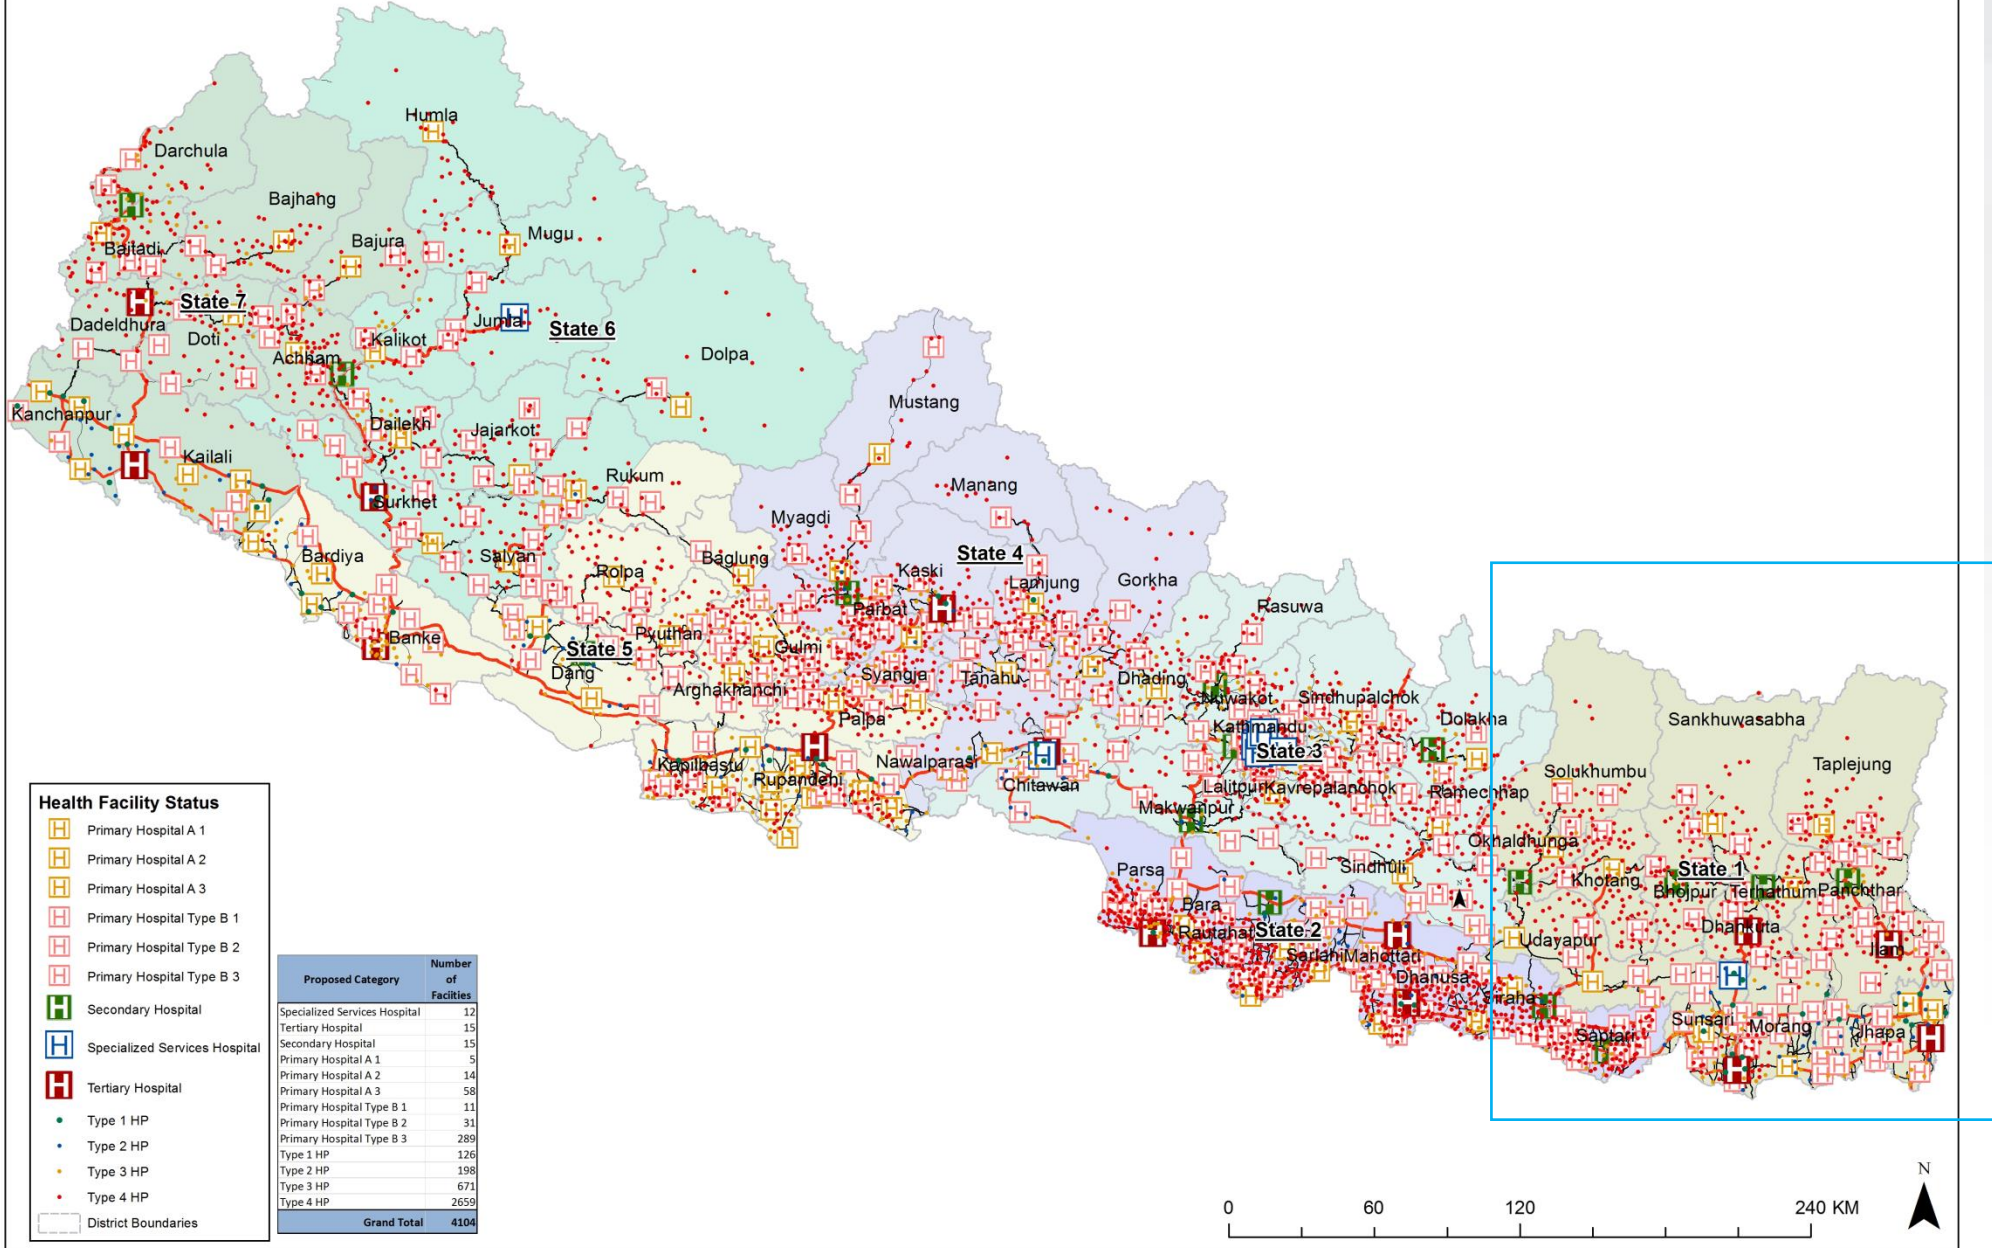 Humla
Darchula
Bajhang
Mugu
Bajura
Baitadi
State 7
Jumla
State 6
Dadeldhura
Doti
Kalikot
Achham
Dolpa
Mustang
Kanchanpur
Dailekh
Jajarkot
Kailali
Rukum
Manang
Surkhet
Myagdi
State 4
Bardiya
Salyan
Baglung
Rolpa
Kaski
Lamjung
Gorkha
Parbat
Rasuwa
Banke
Pyuthan
State 5
Gulmi
Dang
Syangja
Tanahu
Dhading
Arghakhanchi
Nuwakot
Sindhupalchok
Palpa
Dolakha
Sankhuwasabha
Kathmandu
State 3
Kapilbastu
Nawalparasi
Rupandehi
Chitawan
Lalitpur
Kavrepalanchok
Ramechhap
Solukhumbu
Taplejung
Makwanpur
Okhaldhunga
Parsa
Sindhuli
Khotang
State 1
Bhojpur
Terhathum
Panchthar
Bara
Rautahat
State 2
Dhankuta
Udayapur
Ilam
Sarlahi
Mahottari
Dhanusa
Siraha
Saptari
Sunsari
Morang
Jhapa
N
Health Facility Status
H Primary Hospital A 1
H Primary Hospital A 2
H Primary Hospital A 3
H Primary Hospital Type B 1
H Primary Hospital Type B 2
H Primary Hospital Type B 3
H Secondary Hospital
H Specialized Services Hospital
H Tertiary Hospital
Type 1 HP
Type 2 HP
Type 3 HP
Type 4 HP
District Boundaries
Proposed Category Number of Faciities
Specialized Services Hospital 12
Tertiary Hospital 15
Secondary Hospital 15
Primary Hospital A 1 5
Primary Hospital A 2 14
Primary Hospital A 3 58
Primary Hospital Type B 1 11
Primary Hospital Type B 2 31
Primary Hospital Type B 3 289
Type 1 HP 126
Type 2 HP 198
Type 3 HP 671
Type 4 HP 2659
Grand Total 4104
0 60 120 240 KM
N